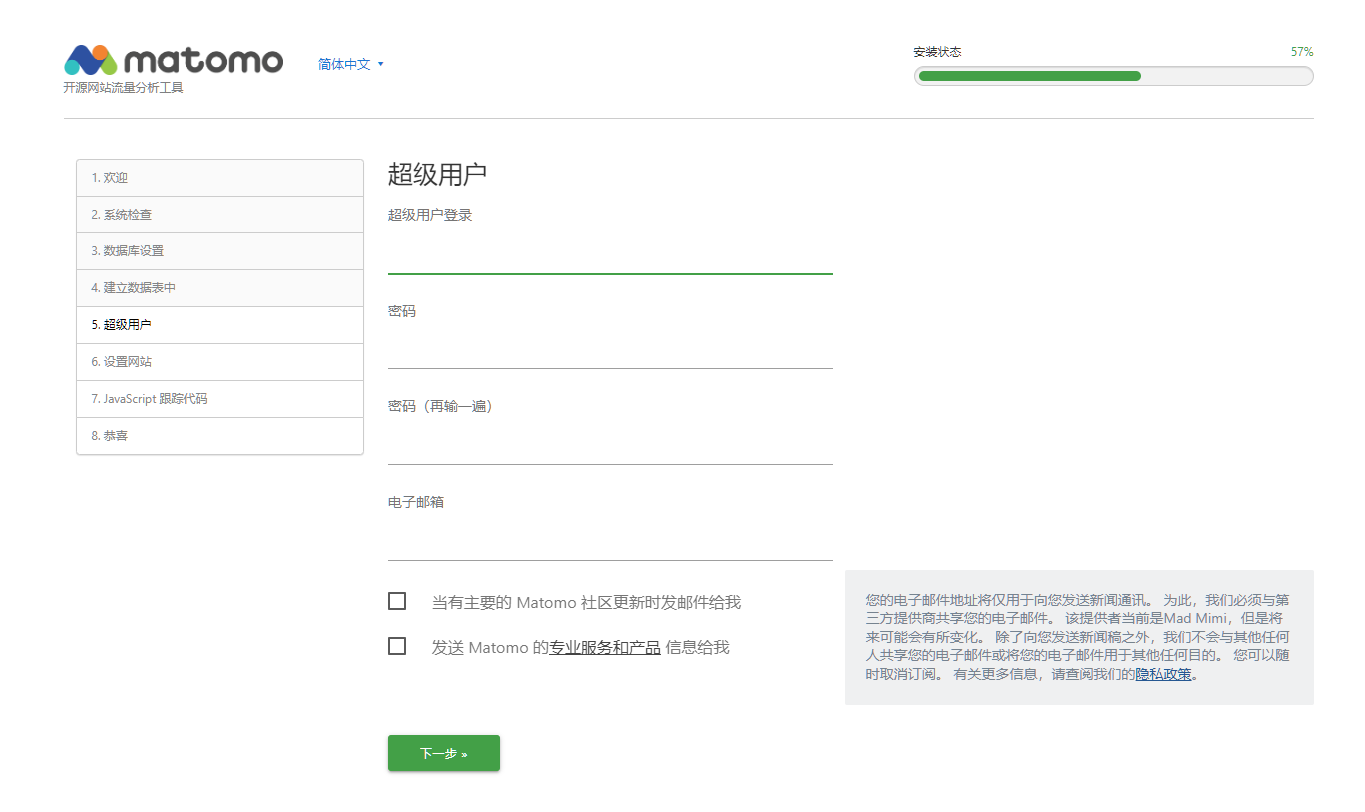 matomo
开源网站流量分析工具
简体中文
安装状态
57%
1. 欢迎
2. 系统检查
3. 数据库设置
4. 建立数据表中
5. 超级用户
6. 设置网站
7. JavaScript 跟踪代码
8. 恭喜
超级用户
超级用户登录
密码
密码（再输一遍）
电子邮箱
当有主要的 Matomo 社区更新时发邮件给我
发送 Matomo 的专业服务和产品 信息给我
您的电子邮件地址将仅用于向您发送新闻通讯。 为此，我们必须与第
三方提供商共享您的电子邮件。 该提供者当前是Mad Mimi，但是将
来可能会有所变化。 除了向您发送新闻稿之外，我们不会与其他任何
人共享您的电子邮件或将您的电子邮件用于其他任何目的。 您可以随
时取消订阅。 有关更多信息，请查阅我们的隐私政策。
下一步 »